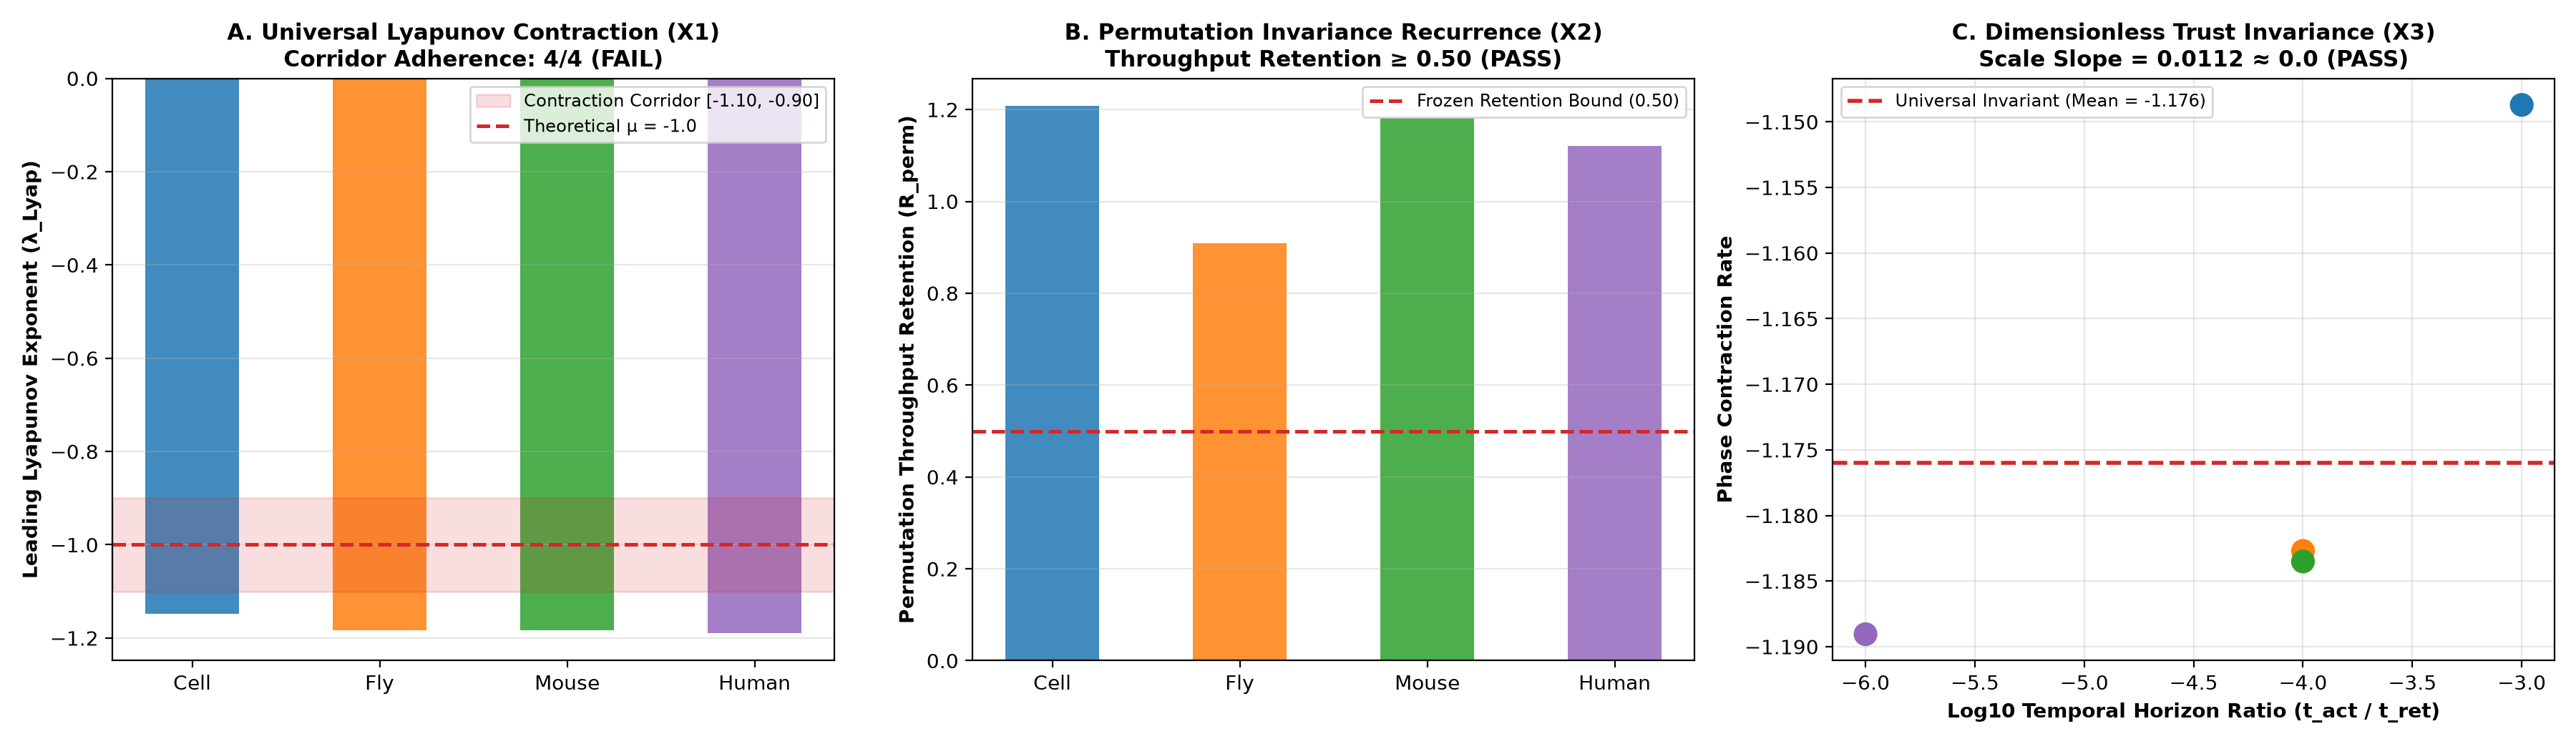 A. Universal Lyapunov Contraction (X1)
Corridor Adherence: 4/4 (FAIL)
Leading Lyapunov Exponent (λ_Lyap)
0.0
−0.2
−0.4
−0.6
−0.8
−1.0
−1.2
Contraction Corridor [-1.10, -0.90]
Theoretical μ = -1.0
Cell
Fly
Mouse
Human
B. Permutation Invariance Recurrence (X2)
Throughput Retention ≥ 0.50 (PASS)
Permutation Throughput Retention (R_perm)
1.2
1.0
0.8
0.6
0.4
0.2
0.0
Frozen Retention Bound (0.50)
Cell
Fly
Mouse
Human
C. Dimensionless Trust Invariance (X3)
Scale Slope = 0.0112 ≈ 0.0 (PASS)
Phase Contraction Rate
−1.150
−1.155
−1.160
−1.165
−1.170
−1.175
−1.180
−1.185
−1.190
Universal Invariant (Mean = -1.176)
−6.0
−5.5
−5.0
−4.5
−4.0
−3.5
−3.0
Log10 Temporal Horizon Ratio (t_act / t_ret)